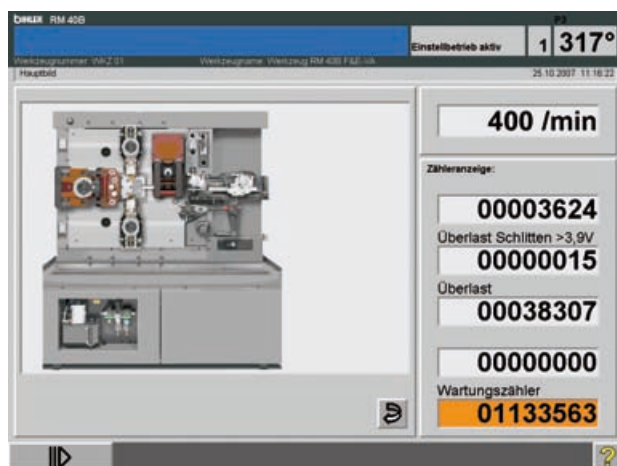 BIHLER RM 40B
P3
Einstellbetrieb aktiv
1 317°
Werkzeugnummer: WKZ 01 Werkzeugname: Werkzeug RM 40B F&E-VA
Hauptbild 25.10.2007 11:16:22
400 /min
Zähleranzeige:
00003624
Überlast Schlitten >3,9V
00000015
Überlast
00038307
00000000
Wartungszähler
01133563
?